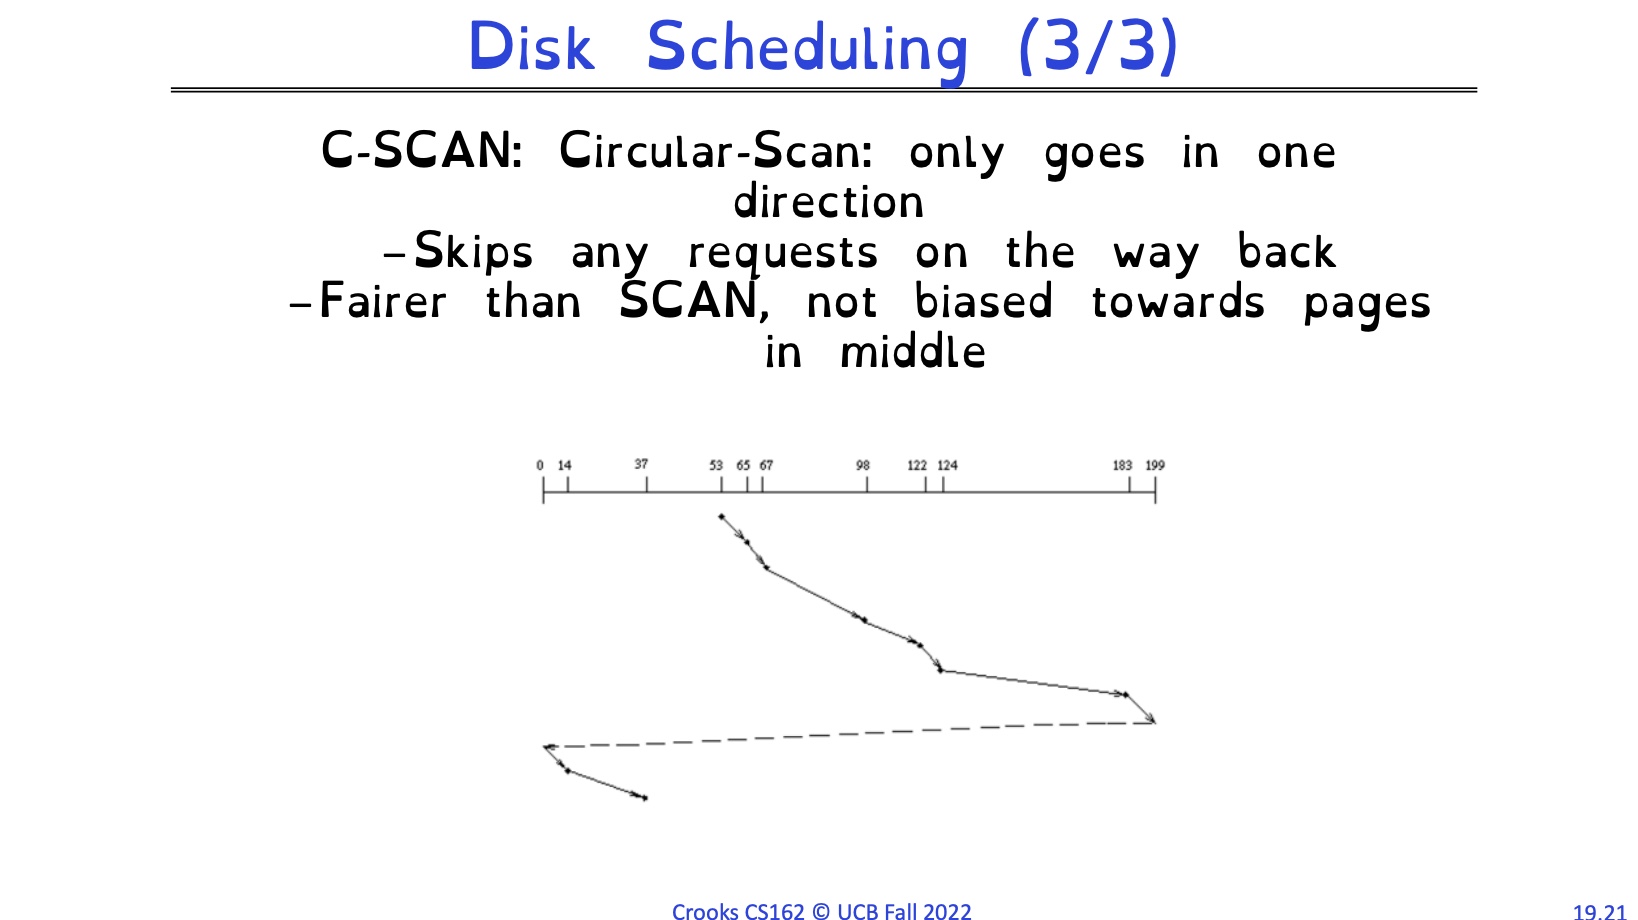 Disk Scheduling (3/3)
C-SCAN: Circular-Scan: only goes in one
direction
–Skips any requests on the way back
–Fairer than SCAN, not biased towards pages
in middle
0 14 37 53 65 67 98 122 124 183 199
Crooks CS162 © UCB Fall 2022
19.21